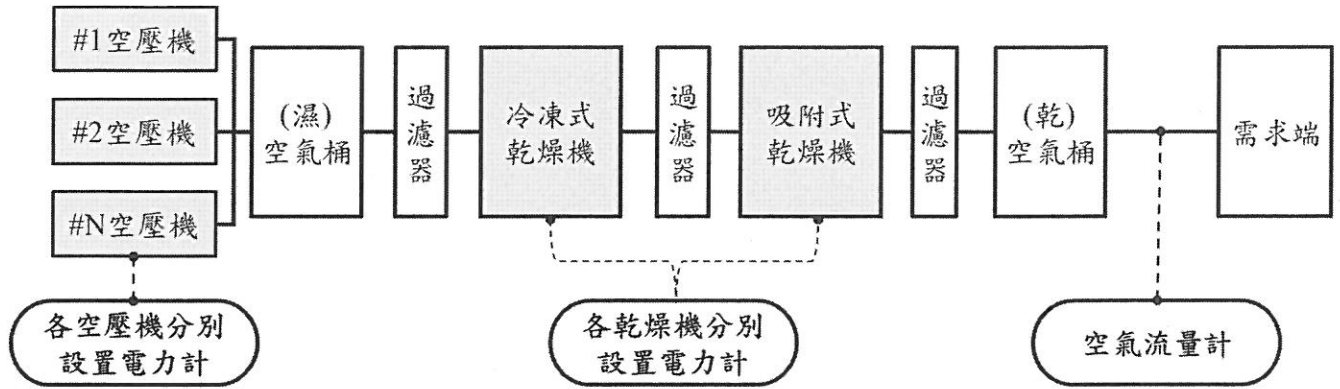 #1空壓機
#2空壓機
#N空壓機
(濕)
空氣桶
過
濾
器
冷凍式
乾燥機
過
濾
器
吸附式
乾燥機
過
濾
器
(乾)
空氣桶
需求端
各空壓機分別
設置電力計
各乾燥機分別
設置電力計
空氣流量計